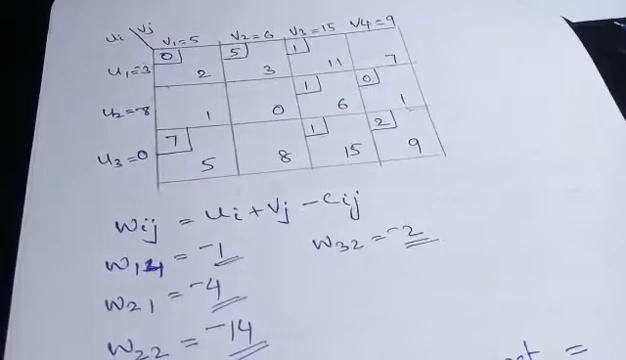 ui vj v1=5 v2=6 v3=15 v4=9
u1=3 0 2 5 3 1 11 7
u2=-8 1 0 1 6 0 1
u3=0 7 5 8 1 15 2 9
wij = ui + vj - cij
w14 = -1 w32 = -2
w21 = -4
w22 = -14
=